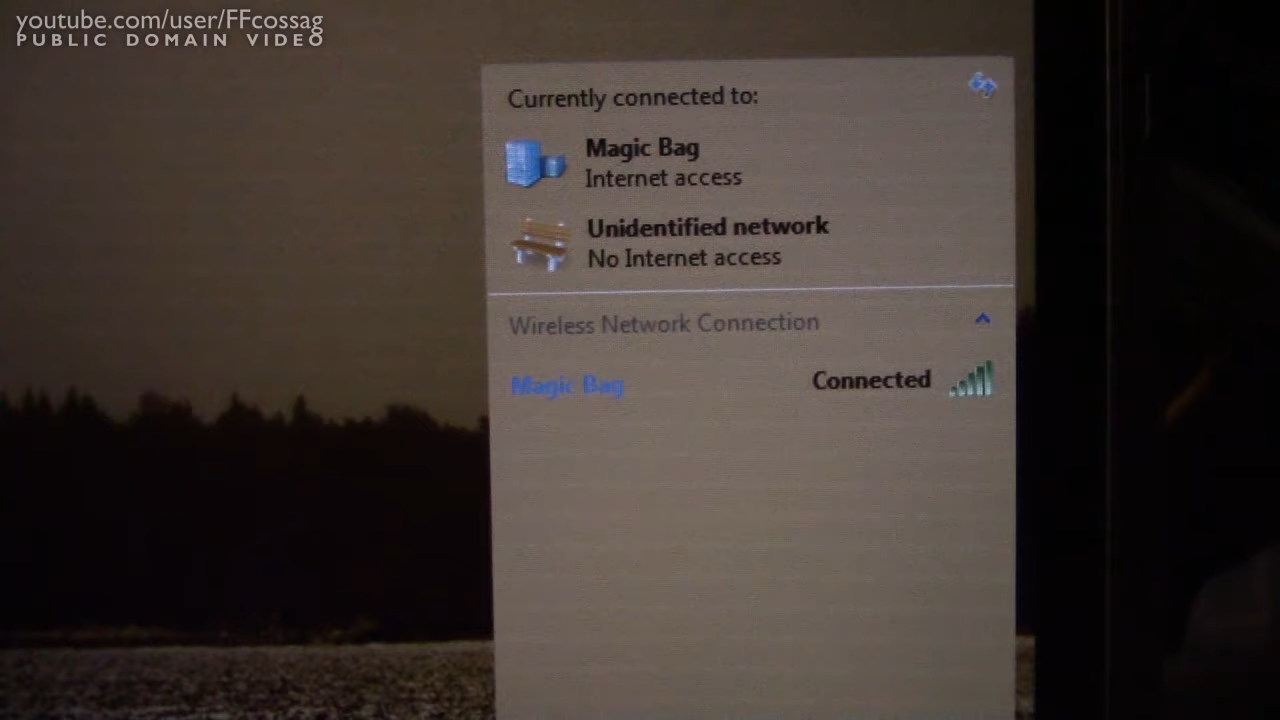 youtube.com/user/FFcossag
PUBLIC DOMAIN VIDEO
Currently connected to:
Magic Bag
Internet access
Unidentified network
No Internet access
Wireless Network Connection
Magic Bag Connected